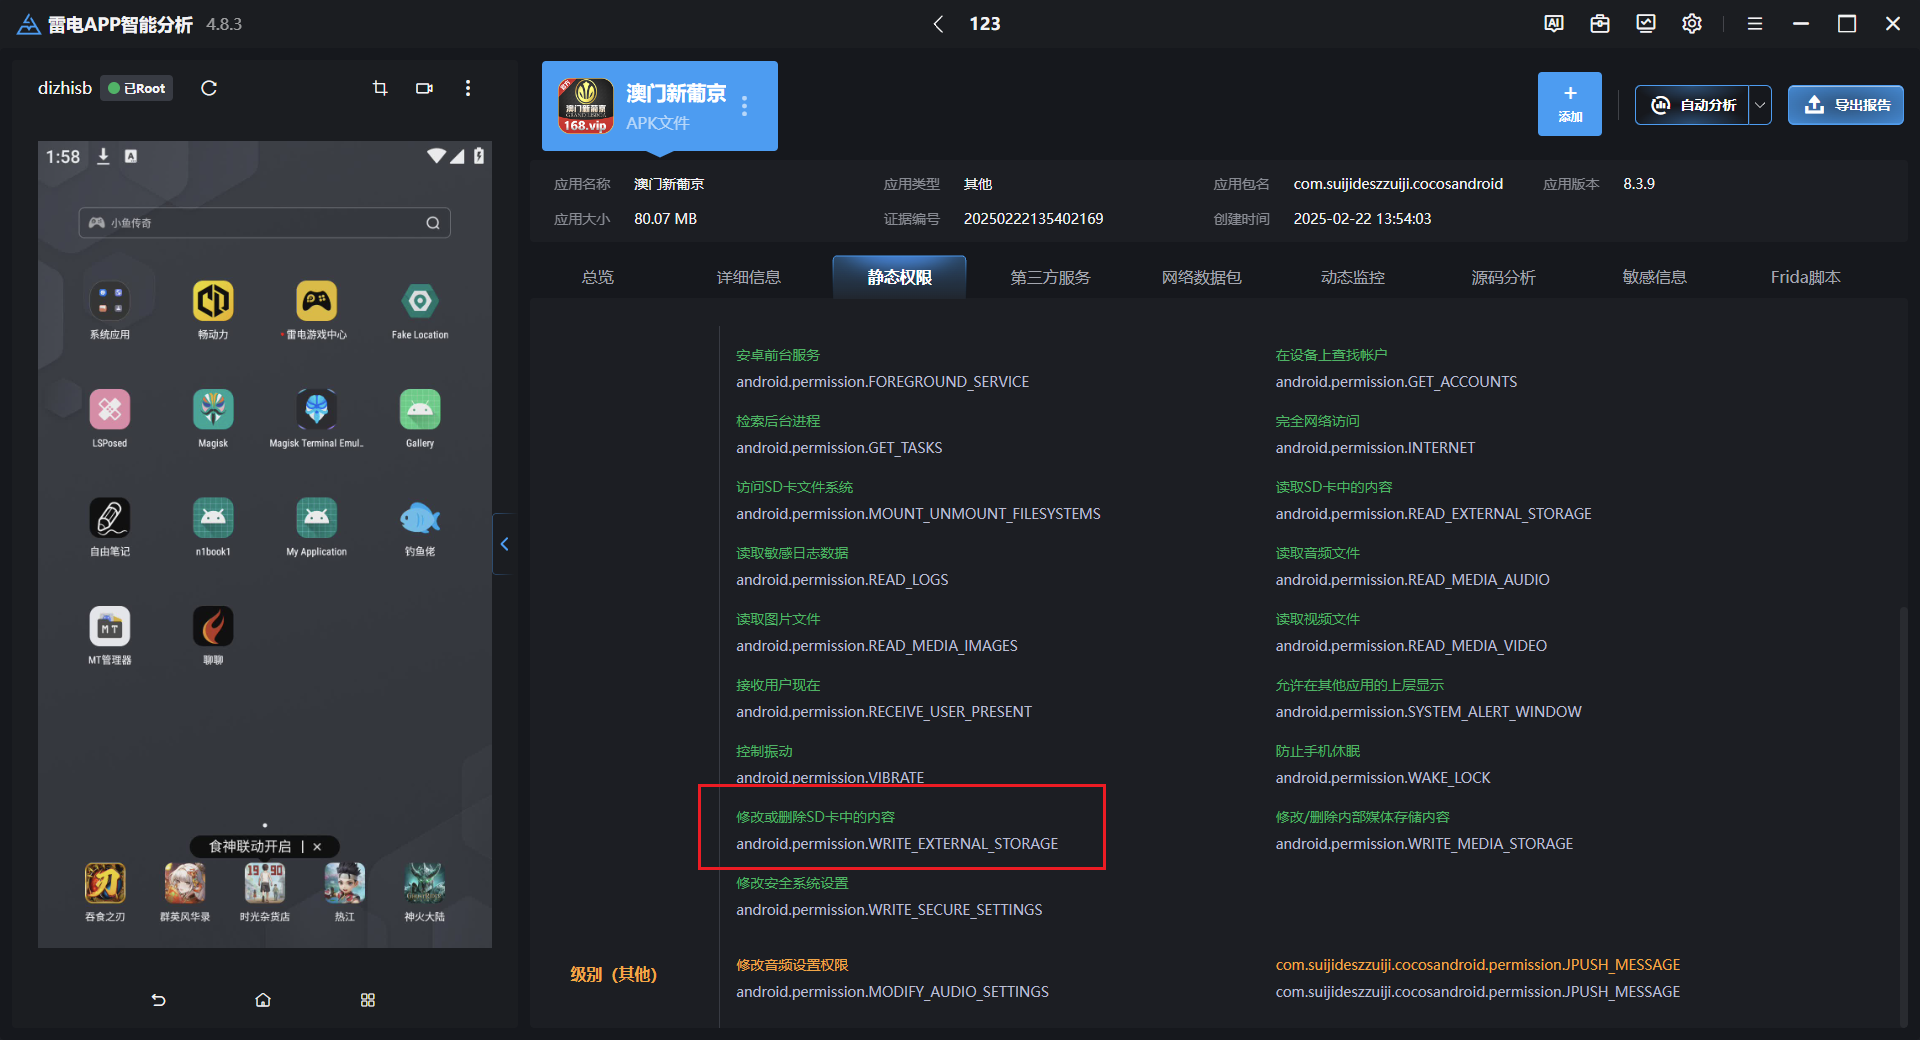 雷电APP智能分析 4.8.3
123
dizhisb 已Root
1:58
小鱼传奇
系统应用
畅动力
雷电游戏中心
Fake Location
LSPosed
Magisk
Magisk Terminal Emul..
Gallery
自由笔记
n1book1
My Application
钓鱼佬
MT
MT管理器
聊聊
食神联动开启 | ×
1990
吞食之刃
群英风华录
时光杂货店
热江
神火大陆
澳门新葡京
168.vip
澳门新葡京
APK文件
+
添加
自动分析
导出报告
应用名称 澳门新葡京 应用类型 其他 应用包名 com.suijideszzuiji.cocosandroid 应用版本 8.3.9
应用大小 80.07 MB 证据编号 20250222135402169 创建时间 2025-02-22 13:54:03
总览 详细信息 静态权限 第三方服务 网络数据包 动态监控 源码分析 敏感信息 Frida脚本
安卓前台服务 在设备上查找帐户
android.permission.FOREGROUND_SERVICE android.permission.GET_ACCOUNTS
检索后台进程 完全网络访问
android.permission.GET_TASKS android.permission.INTERNET
访问SD卡文件系统 读取SD卡中的内容
android.permission.MOUNT_UNMOUNT_FILESYSTEMS android.permission.READ_EXTERNAL_STORAGE
读取敏感日志数据 读取音频文件
android.permission.READ_LOGS android.permission.READ_MEDIA_AUDIO
读取图片文件 读取视频文件
android.permission.READ_MEDIA_IMAGES android.permission.READ_MEDIA_VIDEO
接收用户现在 允许在其他应用的上层显示
android.permission.RECEIVE_USER_PRESENT android.permission.SYSTEM_ALERT_WINDOW
控制振动 防止手机休眠
android.permission.VIBRATE android.permission.WAKE_LOCK
修改或删除SD卡中的内容 修改/删除内部媒体存储内容
android.permission.WRITE_EXTERNAL_STORAGE android.permission.WRITE_MEDIA_STORAGE
修改安全系统设置
android.permission.WRITE_SECURE_SETTINGS
级别（其他）
修改音频设置权限 com.suijideszzuiji.cocosandroid.permission.JPUSH_MESSAGE
android.permission.MODIFY_AUDIO_SETTINGS com.suijideszzuiji.cocosandroid.permission.JPUSH_MESSAGE